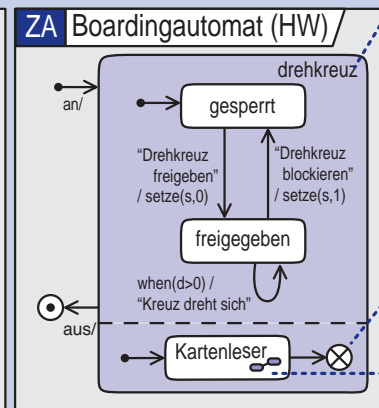 ZA Boardingautomat (HW)
drehkreuz
an/
gesperrt
“Drehkreuz
freigeben”
/ setze(s,0)
“Drehkreuz
blockieren”
/ setze(s,1)
freigegeben
when(d>0) /
“Kreuz dreht sich”
aus/
Kartenleser